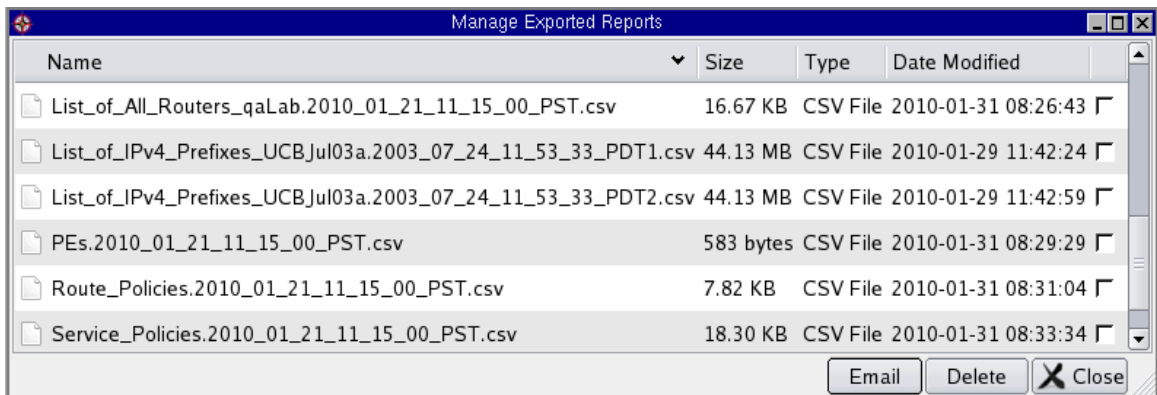 Manage Exported Reports
Name Size Type Date Modified
List_of_All_Routers_qaLab.2010_01_21_11_15_00_PST.csv 16.67 KB CSV File 2010-01-31 08:26:43
List_of_IPv4_Prefixes_UCBJul03a.2003_07_24_11_53_33_PDT1.csv 44.13 MB CSV File 2010-01-29 11:42:24
List_of_IPv4_Prefixes_UCBJul03a.2003_07_24_11_53_33_PDT2.csv 44.13 MB CSV File 2010-01-29 11:42:59
PEs.2010_01_21_11_15_00_PST.csv 583 bytes CSV File 2010-01-31 08:29:29
Route_Policies.2010_01_21_11_15_00_PST.csv 7.82 KB CSV File 2010-01-31 08:31:04
Service_Policies.2010_01_21_11_15_00_PST.csv 18.30 KB CSV File 2010-01-31 08:33:34
Email Delete Close